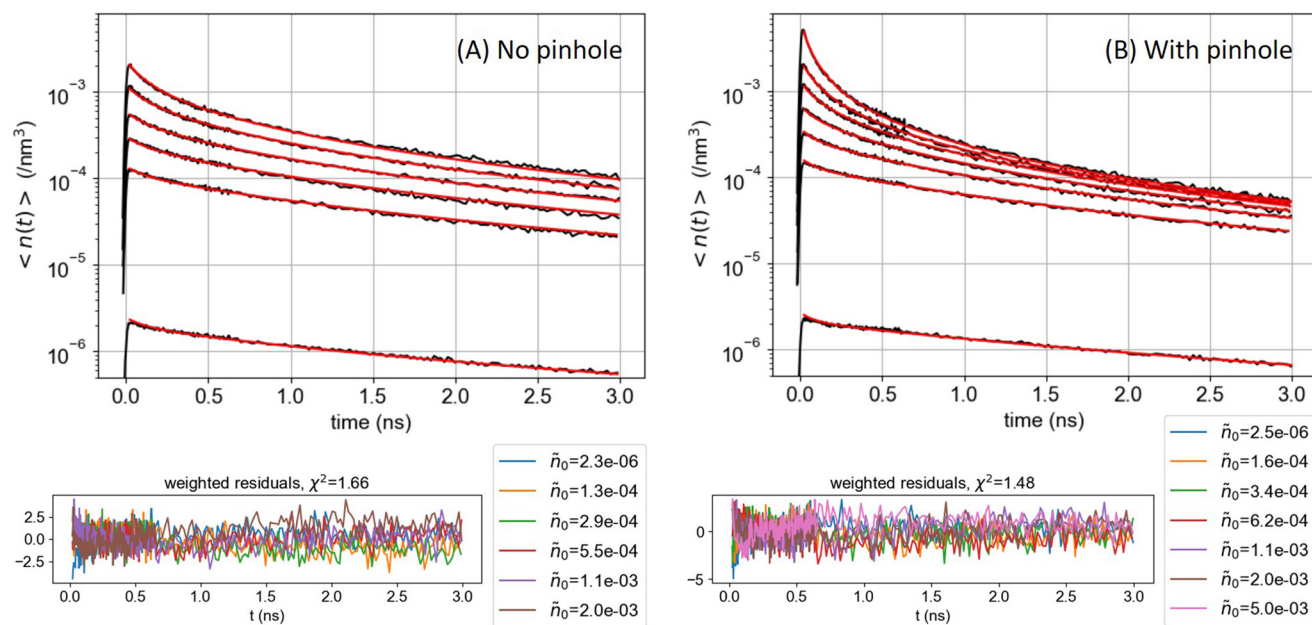 (A) No pinhole
10⁻³
10⁻⁴
10⁻⁵
10⁻⁶
< n(t) > (/nm³)
0.0 0.5 1.0 1.5 2.0 2.5 3.0
time (ns)
weighted residuals, χ²=1.66
2.5
0.0
−2.5
0.0 0.5 1.0 1.5 2.0 2.5 3.0
t (ns)
ñ₀=2.3e-06
ñ₀=1.3e-04
ñ₀=2.9e-04
ñ₀=5.5e-04
ñ₀=1.1e-03
ñ₀=2.0e-03
(B) With pinhole
10⁻³
10⁻⁴
10⁻⁵
10⁻⁶
< n(t) > (/nm³)
0.0 0.5 1.0 1.5 2.0 2.5 3.0
time (ns)
weighted residuals, χ²=1.48
0
−5
0.0 0.5 1.0 1.5 2.0 2.5 3.0
t (ns)
ñ₀=2.5e-06
ñ₀=1.6e-04
ñ₀=3.4e-04
ñ₀=6.2e-04
ñ₀=1.1e-03
ñ₀=2.0e-03
ñ₀=5.0e-03